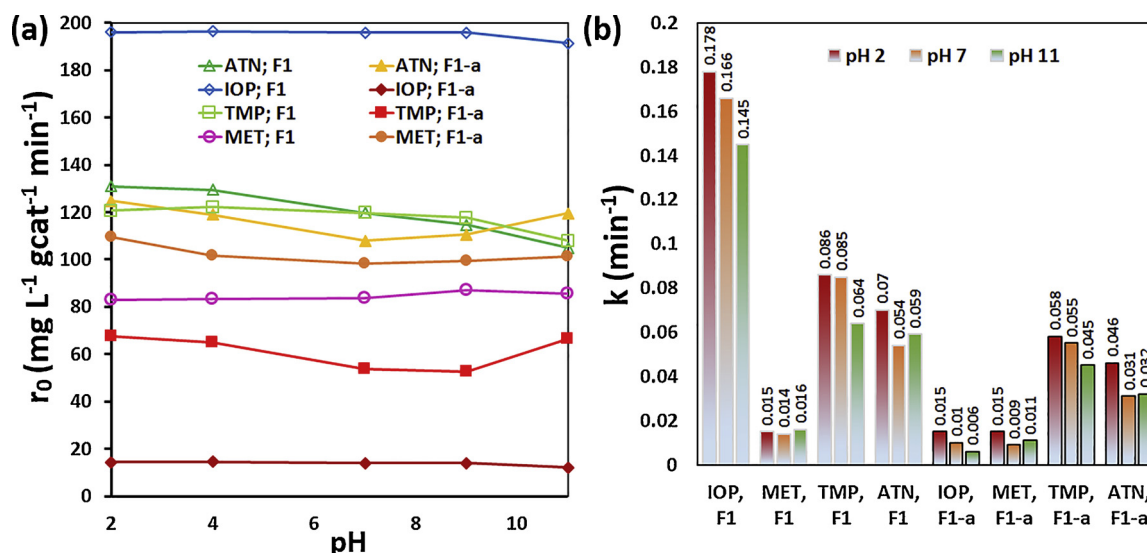 (a)
r₀ (mg L⁻¹ gcat⁻¹ min⁻¹)
200
180
160
140
120
100
80
60
40
20
0
ATN; F1
ATN; F1-a
IOP; F1
IOP; F1-a
TMP; F1
TMP; F1-a
MET; F1
MET; F1-a
2
4
6
8
10
pH
(b)
k (min⁻¹)
0.2
0.18
0.16
0.14
0.12
0.1
0.08
0.06
0.04
0.02
0
pH 2
pH 7
pH 11
0.178
0.166
0.145
0.015
0.014
0.016
0.086
0.085
0.064
0.07
0.054
0.059
0.015
0.01
0.006
0.015
0.009
0.011
0.058
0.055
0.045
0.046
0.031
0.032
IOP, MET, TMP, ATN, IOP, MET, TMP, ATN,
F1 F1 F1 F1 F1-a F1-a F1-a F1-a